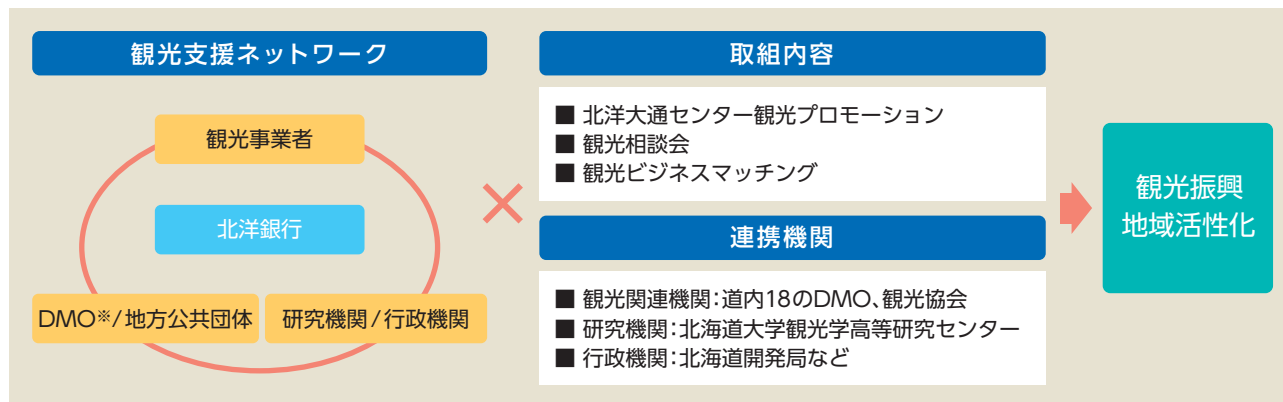 観光支援ネットワーク
観光事業者
北洋銀行
DMO※/地方公共団体
研究機関/行政機関
×
取組内容
■ 北洋大通センター観光プロモーション
■ 観光相談会
■ 観光ビジネスマッチング
連携機関
■ 観光関連機関:道内18のDMO、観光協会
■ 研究機関:北海道大学観光学高等研究センター
■ 行政機関:北海道開発局など
観光振興
地域活性化